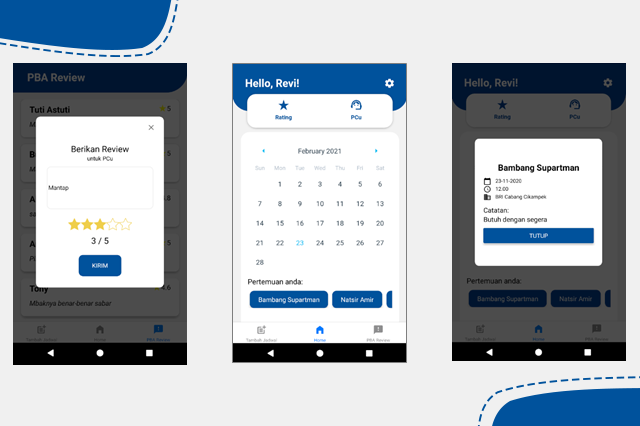 PBA Review
Tuti Astuti
5
Berikan Review
untuk PCu
Mantap
3 / 5
KIRIM
Tony
4.6
Mbaknya benar-benar sabar
Tambah Jadwal
Home
PBA Review
Hello, Revi!
Rating
PCu
February 2021
Sun Mon Tue Wed Thu Fri Sat
1 2 3 4 5 6
7 8 9 10 11 12 13
14 15 16 17 18 19 20
21 22 23 24 25 26 27
28
Pertemuan anda:
Bambang Supartman
Natsir Amir
Tambah Jadwal
Home
PBA Review
Hello, Revi!
Rating
PCu
Bambang Supartman
23-11-2020
12.00
BRI Cabang Cikampek
Catatan:
Butuh dengan segera
TUTUP
Pertemuan anda:
Bambang Supartman
Natsir Amir
Tambah Jadwal
Home
PBA Review